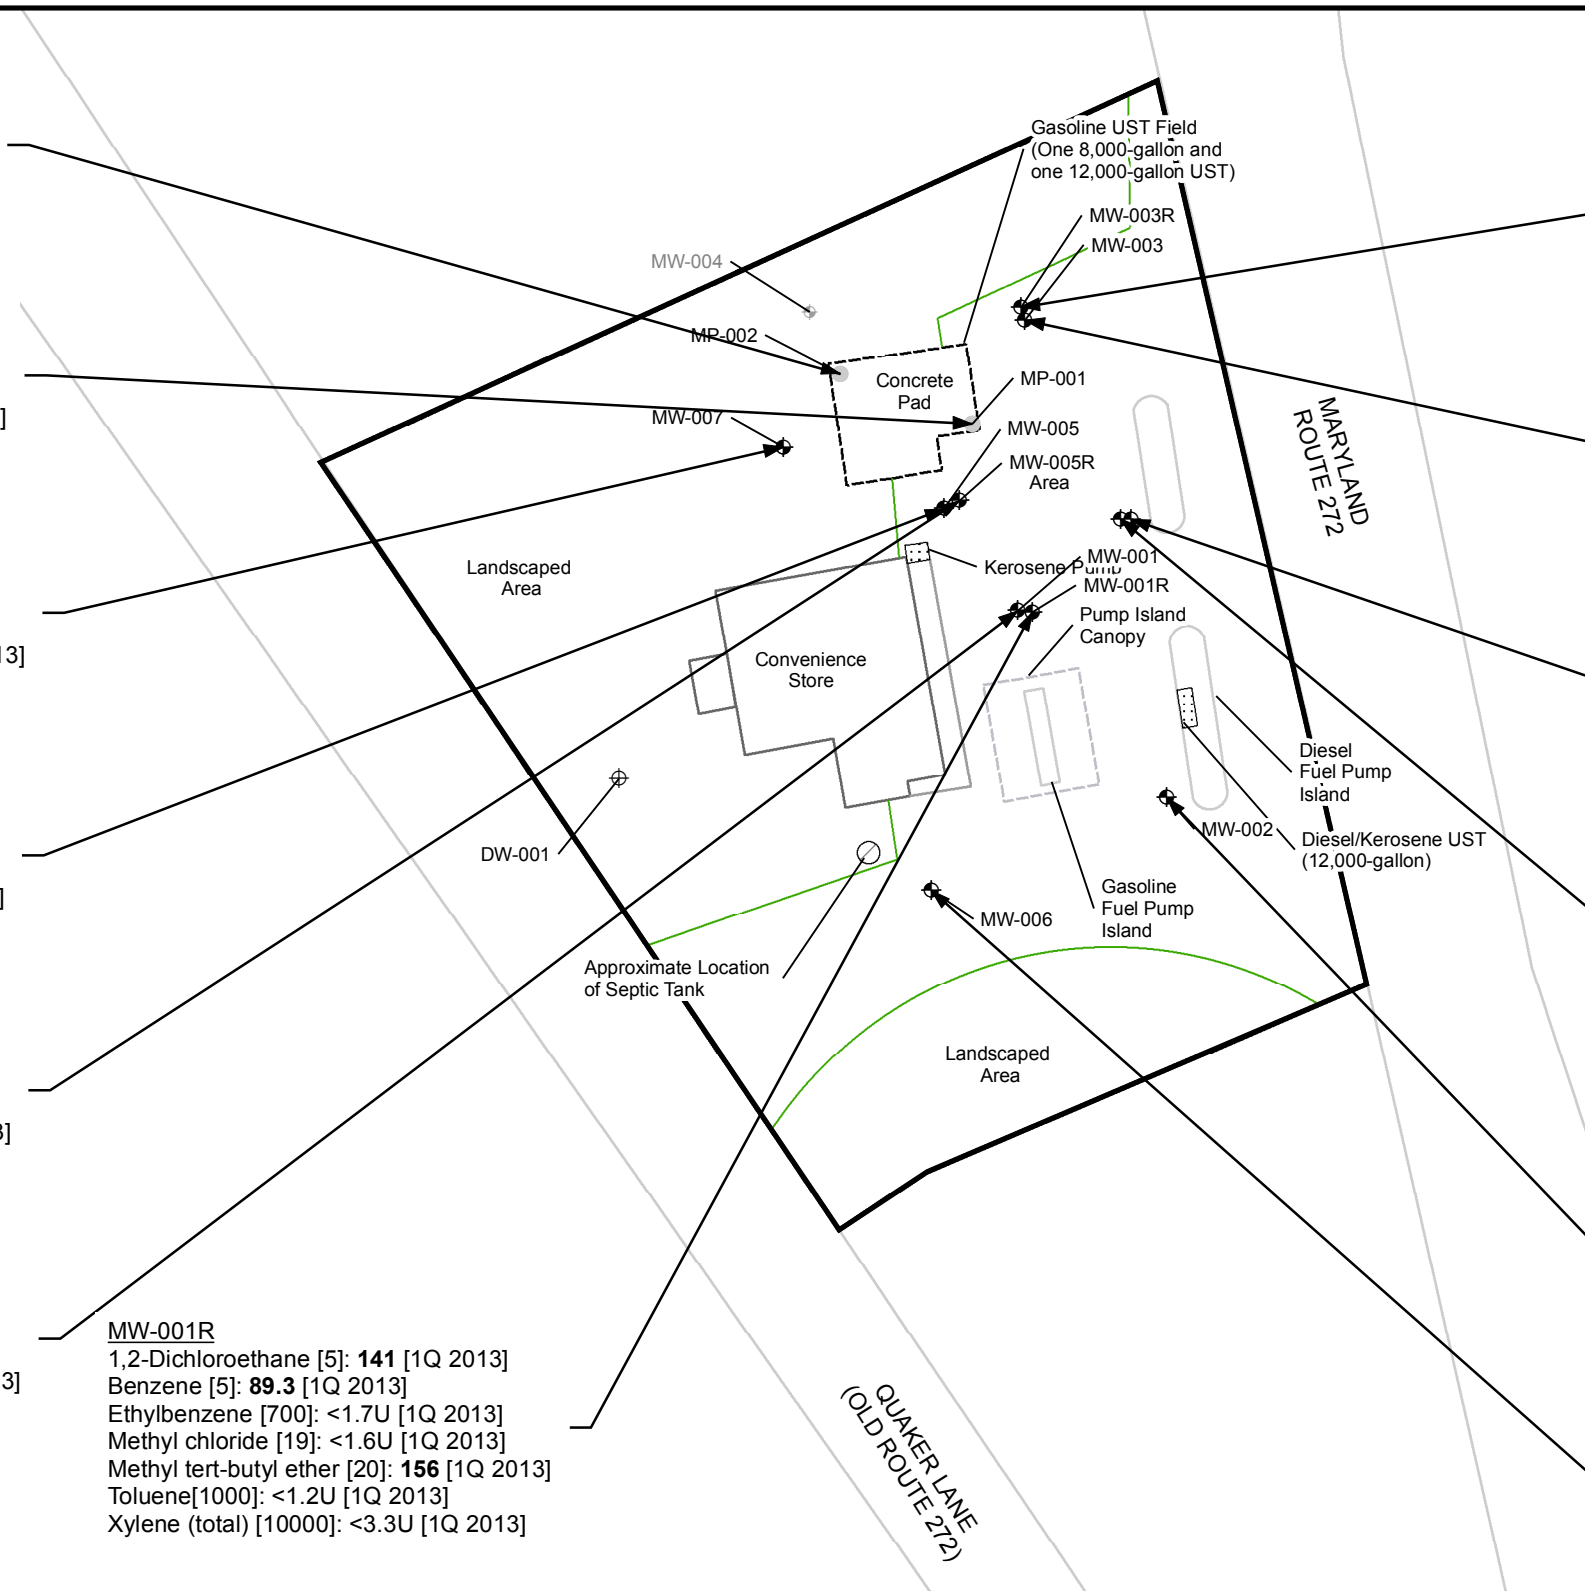 Gasoline UST Field
(One 8,000-gallon and
one 12,000-gallon UST)
MW-003R
MW-003
MW-004
MP-002
Concrete
Pad
MP-001
MW-007
MW-005
MW-005R
Area
MARYLAND
ROUTE 272
]
Landscaped
Area
Kerosene Pump
MW-001
MW-001R
Pump Island
Canopy
13]
Convenience
Store
Diesel
Fuel Pump
Island
MW-002
Diesel/Kerosene UST
(12,000-gallon)
DW-001
]
Gasoline
Fuel Pump
Island
MW-006
Approximate Location
of Septic Tank
Landscaped
Area
3]
3]
MW-001R
1,2-Dichloroethane [5]: 141 [1Q 2013]
Benzene [5]: 89.3 [1Q 2013]
Ethylbenzene [700]: <1.7U [1Q 2013]
Methyl chloride [19]: <1.6U [1Q 2013]
Methyl tert-butyl ether [20]: 156 [1Q 2013]
Toluene[1000]: <1.2U [1Q 2013]
Xylene (total) [10000]: <3.3U [1Q 2013]
QUAKER LANE
(OLD ROUTE 272)